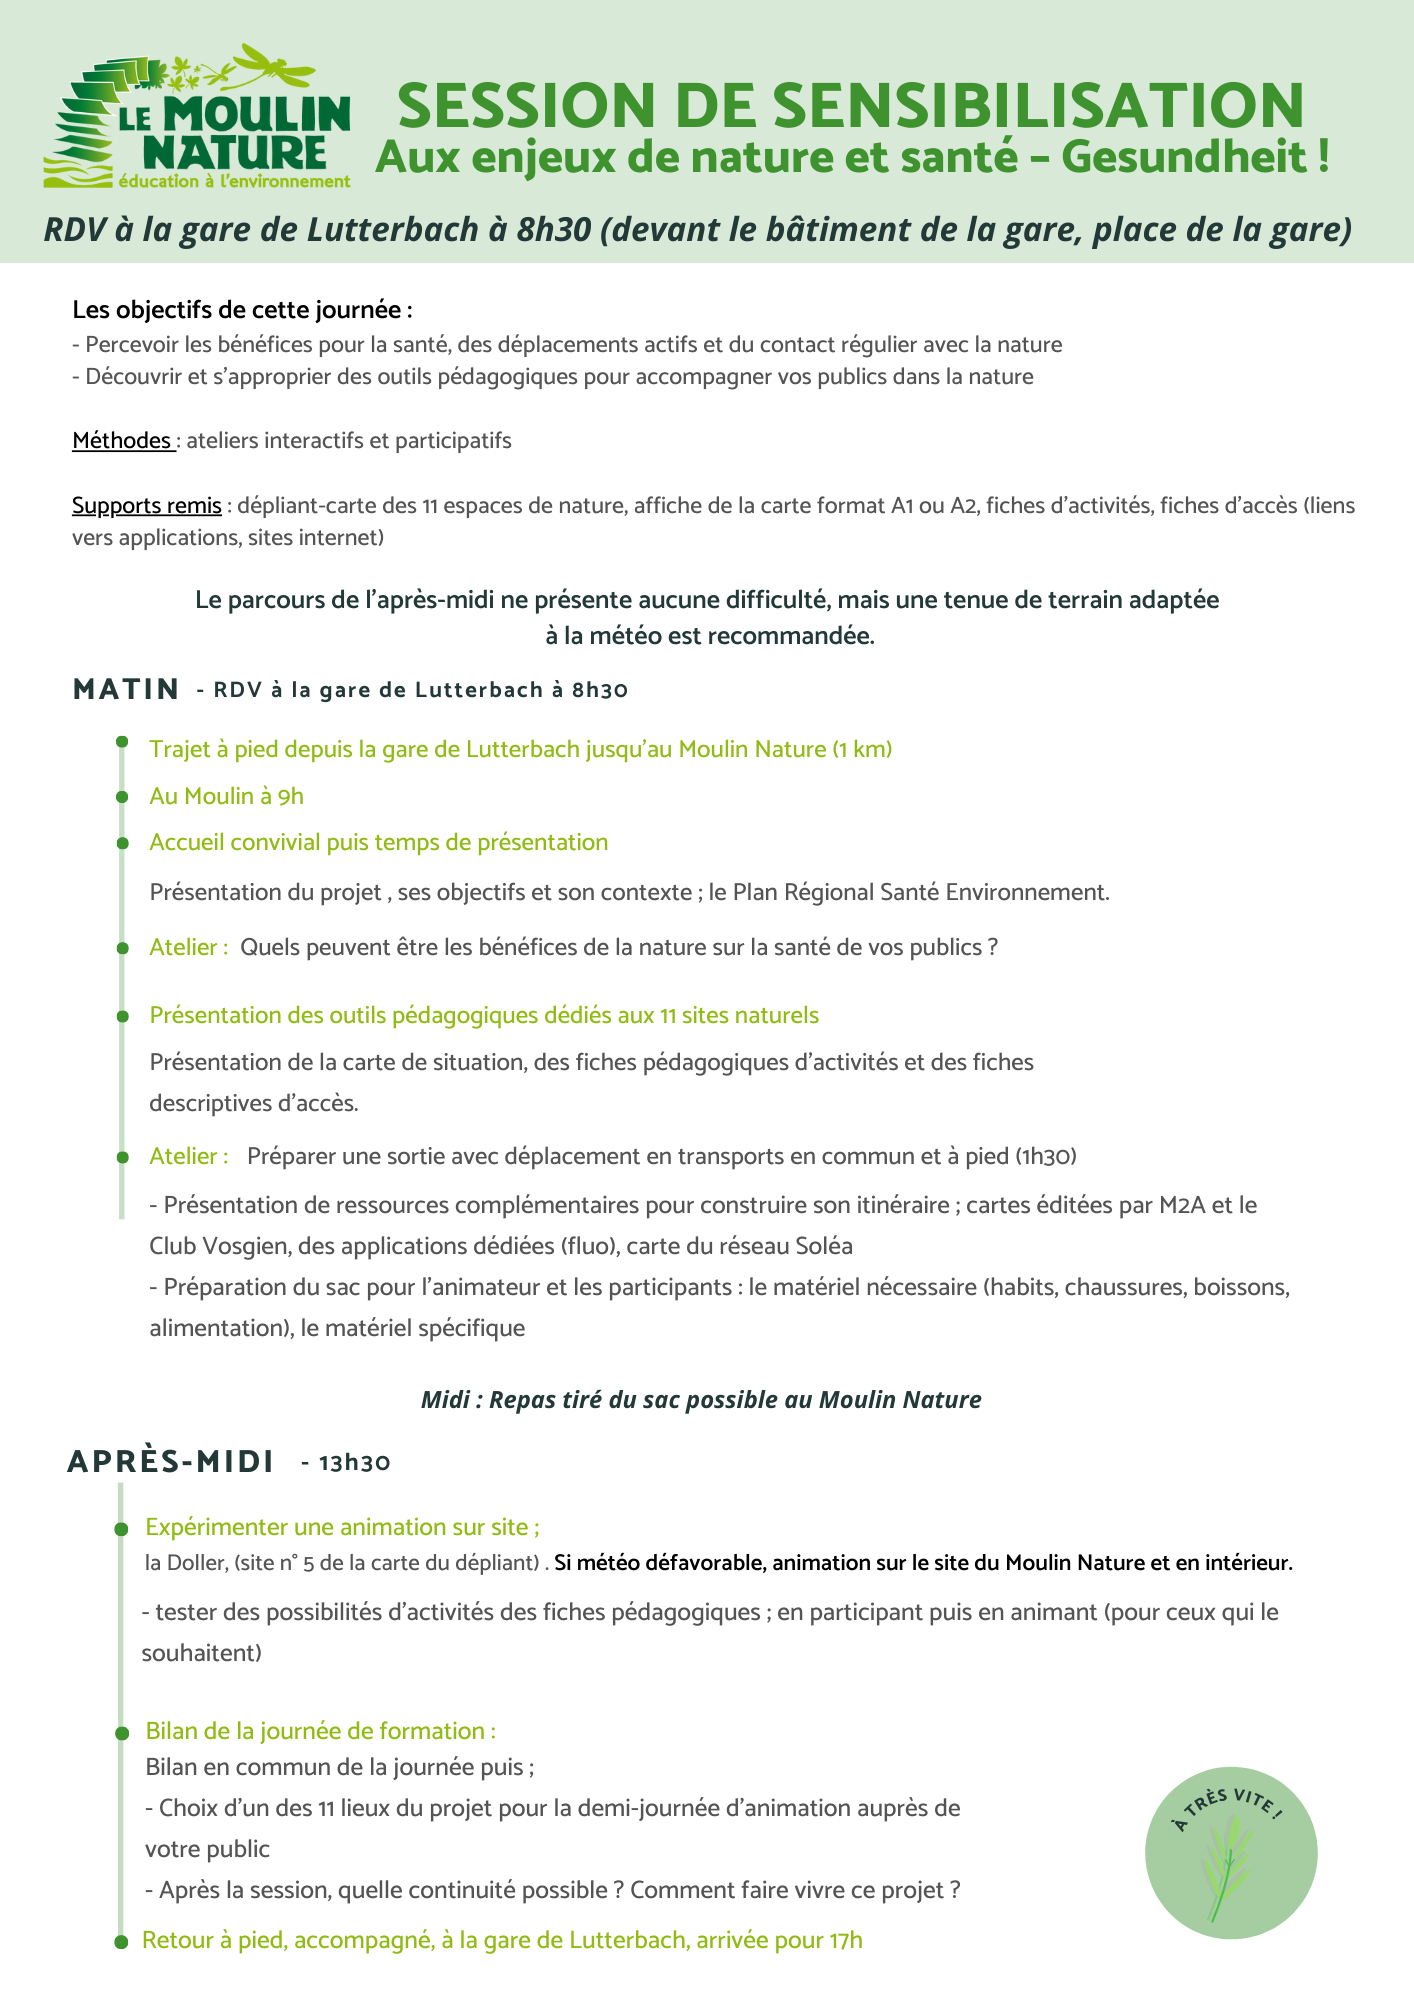 LE MOULIN
NATURE
éducation à l'environnement
SESSION DE SENSIBILISATION
Aux enjeux de nature et santé – Gesundheit !
RDV à la gare de Lutterbach à 8h30 (devant le bâtiment de la gare, place de la gare)
Les objectifs de cette journée :
- Percevoir les bénéfices pour la santé, des déplacements actifs et du contact régulier avec la nature
- Découvrir et s'approprier des outils pédagogiques pour accompagner vos publics dans la nature
Méthodes : ateliers interactifs et participatifs
Supports remis : dépliant-carte des 11 espaces de nature, affiche de la carte format A1 ou A2, fiches d'activités, fiches d'accès (liens
vers applications, sites internet)
Le parcours de l'après-midi ne présente aucune difficulté, mais une tenue de terrain adaptée
à la météo est recommandée.
MATIN - RDV à la gare de Lutterbach à 8h30
Trajet à pied depuis la gare de Lutterbach jusqu'au Moulin Nature (1 km)
Au Moulin à 9h
Accueil convivial puis temps de présentation
Présentation du projet , ses objectifs et son contexte ; le Plan Régional Santé Environnement.
Atelier : Quels peuvent être les bénéfices de la nature sur la santé de vos publics ?
Présentation des outils pédagogiques dédiés aux 11 sites naturels
Présentation de la carte de situation, des fiches pédagogiques d'activités et des fiches
descriptives d'accès.
Atelier : Préparer une sortie avec déplacement en transports en commun et à pied (1h30)
- Présentation de ressources complémentaires pour construire son itinéraire ; cartes éditées par M2A et le
Club Vosgien, des applications dédiées (fluo), carte du réseau Soléa
- Préparation du sac pour l'animateur et les participants : le matériel nécessaire (habits, chaussures, boissons,
alimentation), le matériel spécifique
Midi : Repas tiré du sac possible au Moulin Nature
APRÈS-MIDI - 13h30
Expérimenter une animation sur site ;
la Doller, (site n° 5 de la carte du dépliant) . Si météo défavorable, animation sur le site du Moulin Nature et en intérieur.
- tester des possibilités d'activités des fiches pédagogiques ; en participant puis en animant (pour ceux qui le
souhaitent)
Bilan de la journée de formation :
Bilan en commun de la journée puis ;
- Choix d'un des 11 lieux du projet pour la demi-journée d'animation auprès de
votre public
- Après la session, quelle continuité possible ? Comment faire vivre ce projet ?
À TRÈS VITE !
Retour à pied, accompagné, à la gare de Lutterbach, arrivée pour 17h